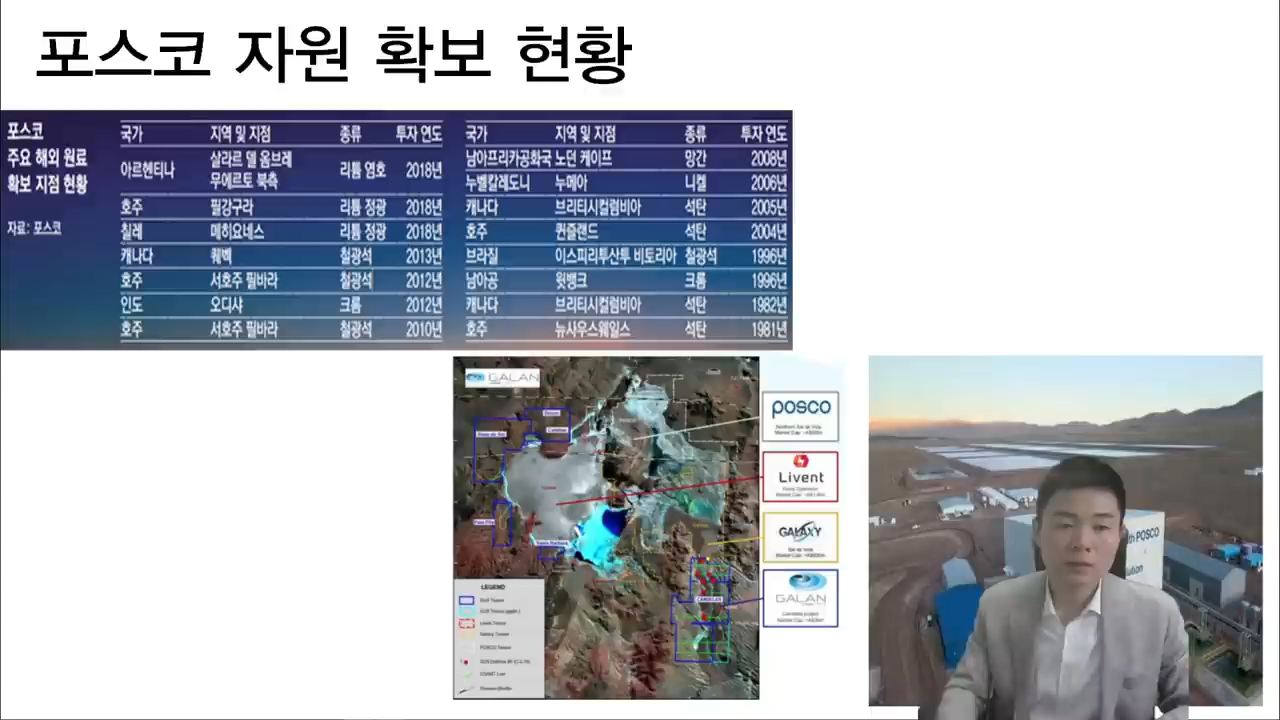 포스코 자원 확보 현황
포스코
주요 해외 원료
확보 지점 현황
자료: 포스코
국가 지역 및 지점 종류 투자 연도
아르헨티나 살라르 델 옴브레 무에르토 북측 리튬 염호 2018년
호주 필강구라 리튬 정광 2018년
칠레 메히요네스 리튬 정광 2018년
캐나다 퀘벡 철광석 2013년
호주 서호주 필바라 철광석 2012년
인도 오디샤 크롬 2012년
호주 서호주 필바라 철광석 2010년
국가 지역 및 지점 종류 투자 연도
남아프리카공화국 노던 케이프 망간 2008년
누벨칼레도니 누메아 니켈 2006년
캐나다 브리티시컬럼비아 석탄 2005년
호주 퀸즐랜드 석탄 2004년
브라질 이스피리투산투 비토리아 철광석 1996년
남아공 윗뱅크 크롬 1996년
캐나다 브리티시컬럼비아 석탄 1982년
호주 뉴사우스웨일스 석탄 1981년
GALAN
LEGEND
posco
Livent
GALAXY
GALAN
th POSCO
lution